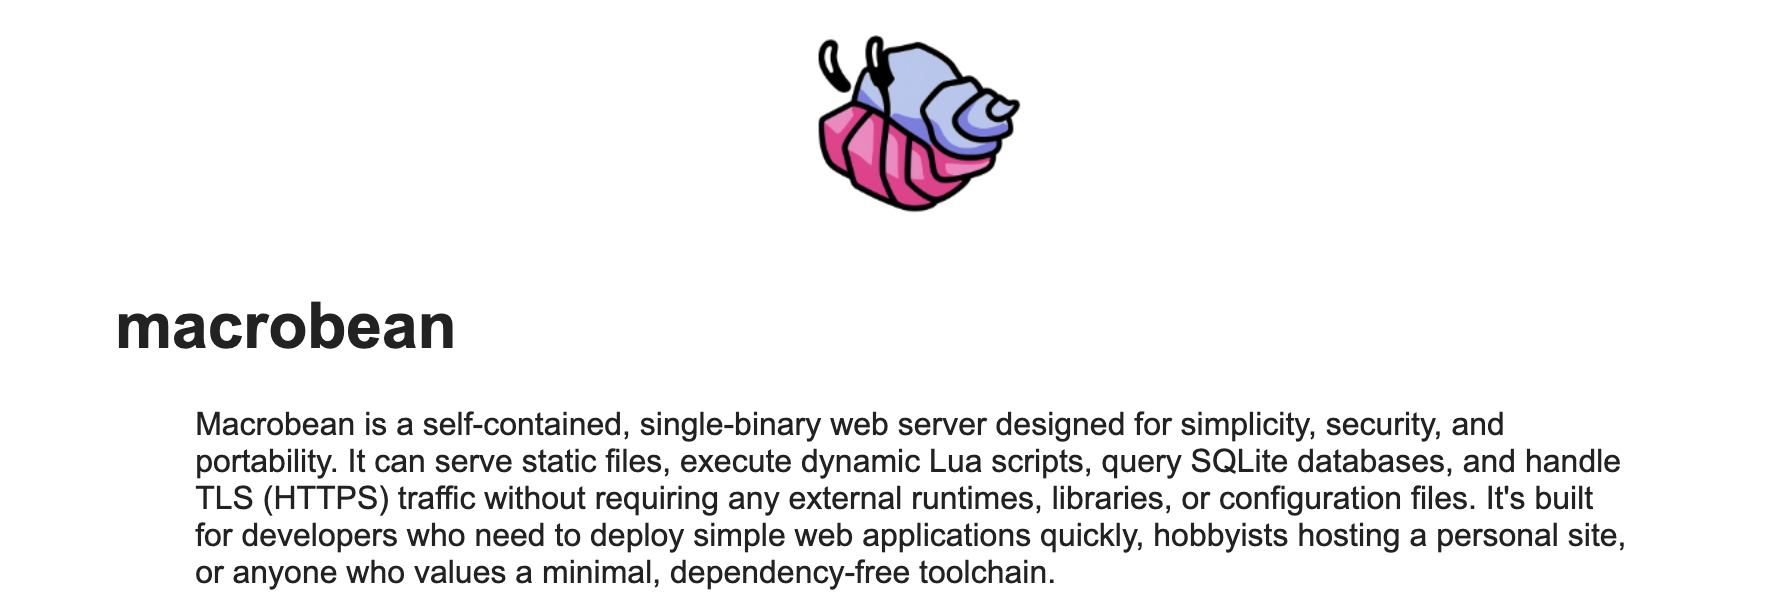 macrobean
Macrobean is a self-contained, single-binary web server designed for simplicity, security, and
portability. It can serve static files, execute dynamic Lua scripts, query SQLite databases, and handle
TLS (HTTPS) traffic without requiring any external runtimes, libraries, or configuration files. It's built
for developers who need to deploy simple web applications quickly, hobbyists hosting a personal site,
or anyone who values a minimal, dependency-free toolchain.